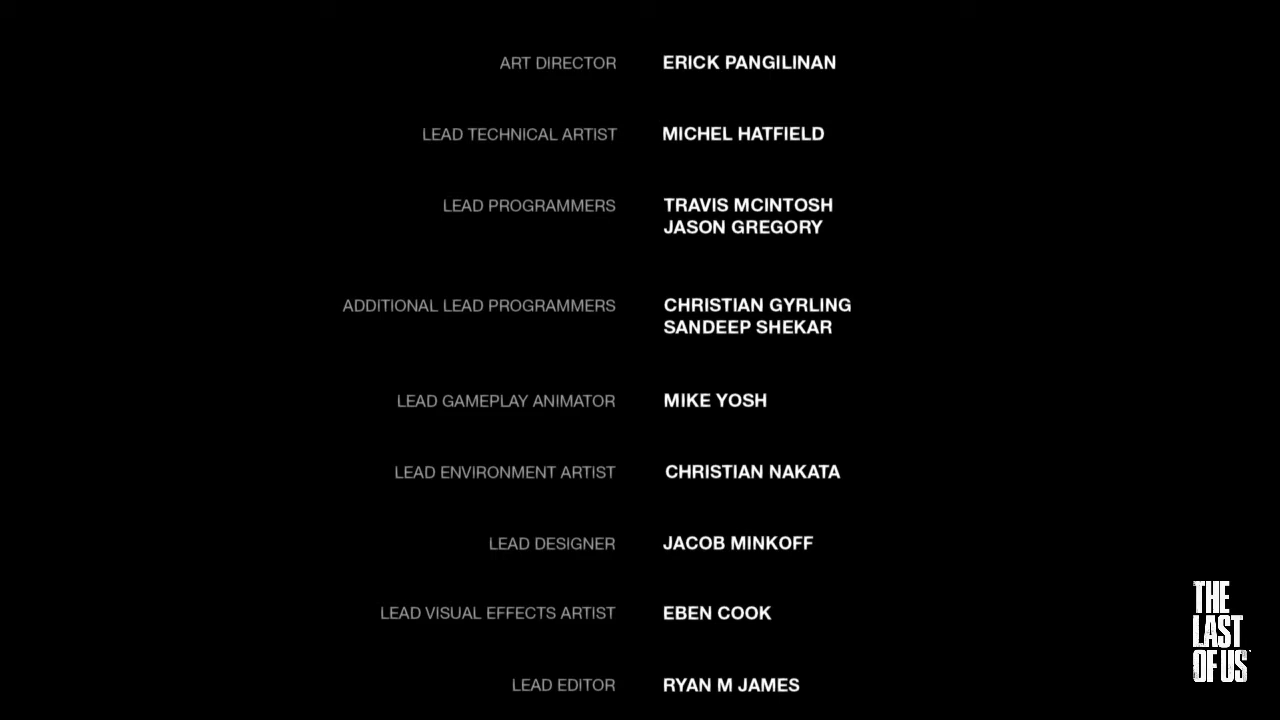 ART DIRECTOR ERICK PANGILINAN
LEAD TECHNICAL ARTIST MICHEL HATFIELD
LEAD PROGRAMMERS TRAVIS MCINTOSH
JASON GREGORY
ADDITIONAL LEAD PROGRAMMERS CHRISTIAN GYRLING
SANDEEP SHEKAR
LEAD GAMEPLAY ANIMATOR MIKE YOSH
LEAD ENVIRONMENT ARTIST CHRISTIAN NAKATA
LEAD DESIGNER JACOB MINKOFF
LEAD VISUAL EFFECTS ARTIST EBEN COOK
LEAD EDITOR RYAN M JAMES
THE
LAST
OF US